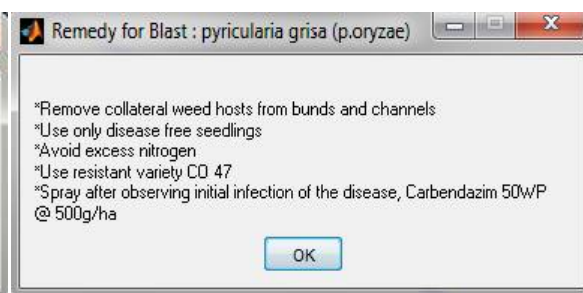 Remedy for Blast : pyricularia grisa (p.oryzae)
*Remove collateral weed hosts from bunds and channels
*Use only disease free seedlings
*Avoid excess nitrogen
*Use resistant variety CO 47
*Spray after observing initial infection of the disease, Carbendazim 50WP
@ 500g/ha
OK